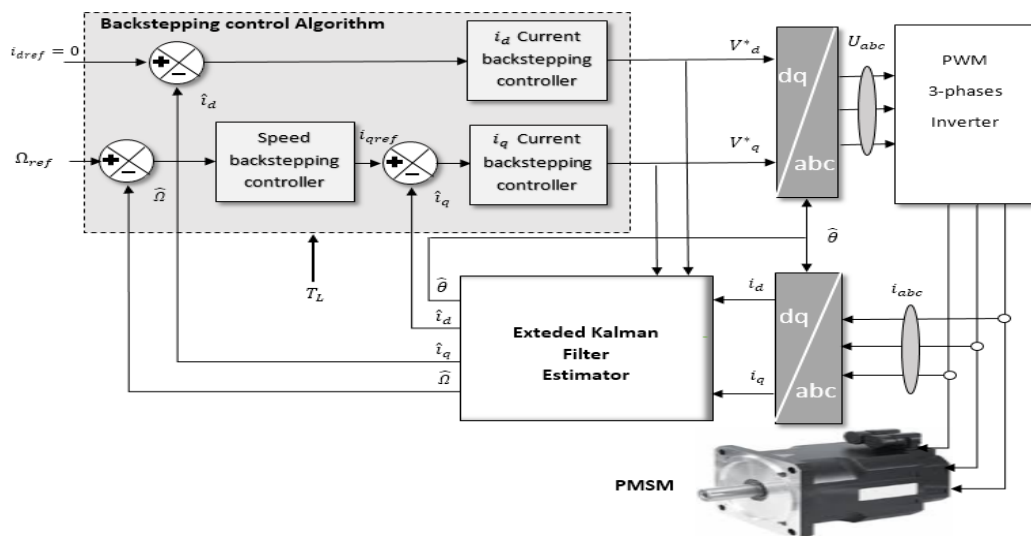 Backstepping control Algorithm
i_dref = 0
î_d
i_d Current
backstepping
controller
V*_d
dq
abc
U_abc
PWM
3-phases
Inverter
Ω_ref
Ω̂
Speed
backstepping
controller
i_qref
î_q
i_q Current
backstepping
controller
V*_q
T_L
θ̂
θ̂
î_d
î_q
Ω̂
Exteded Kalman
Filter
Estimator
i_d
i_q
dq
abc
i_abc
PMSM